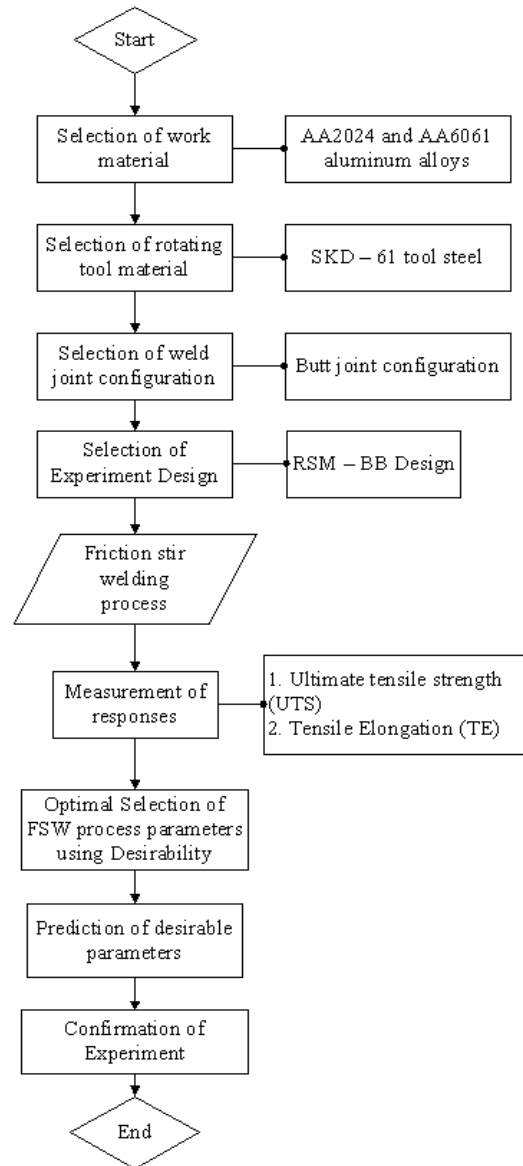 Start
Selection of work
material
AA2024 and AA6061
aluminum alloys
Selection of rotating
tool material
SKD – 61 tool steel
Selection of weld
joint configuration
Butt joint configuration
Selection of
Experiment Design
RSM – BB Design
Friction stir
welding
process
Measurement of
responses
1. Ultimate tensile strength
(UTS)
2. Tensile Elongation (TE)
Optimal Selection of
FSW process parameters
using Desirability
Prediction of desirable
parameters
Confirmation of
Experiment
End